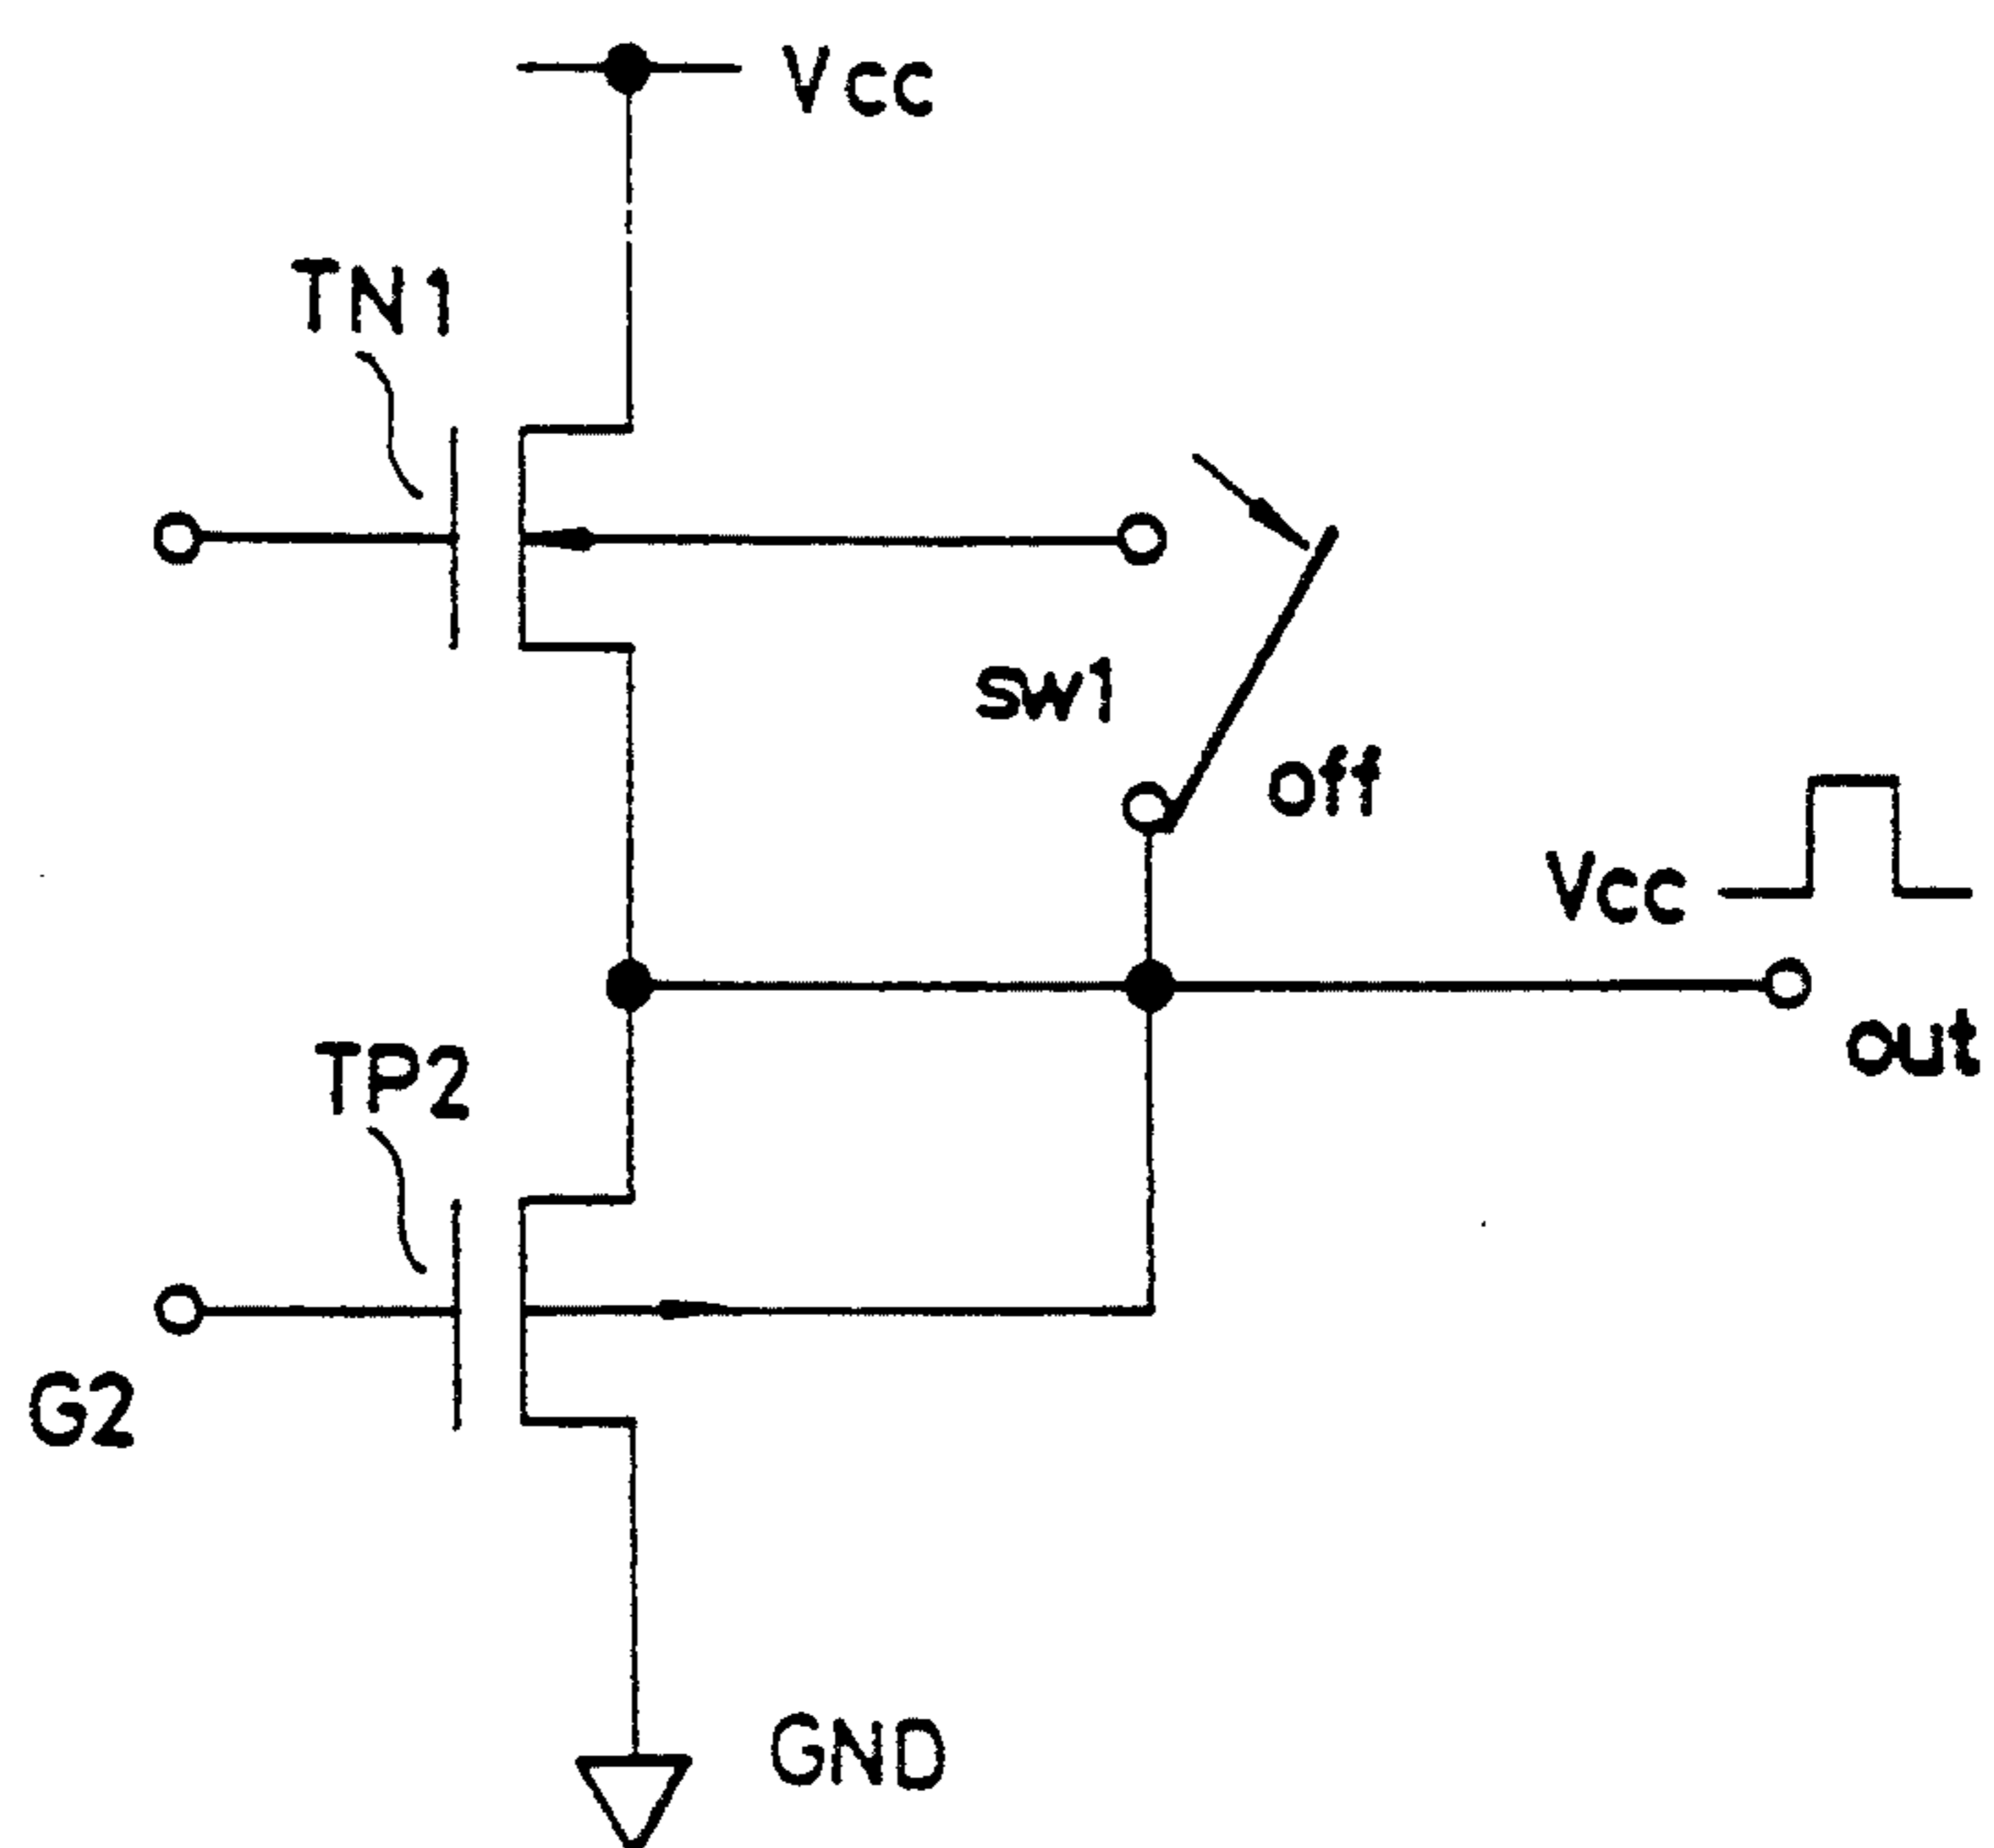 Vcc
TN1
sw1
off
Vcc
out
TP2
G2
GND